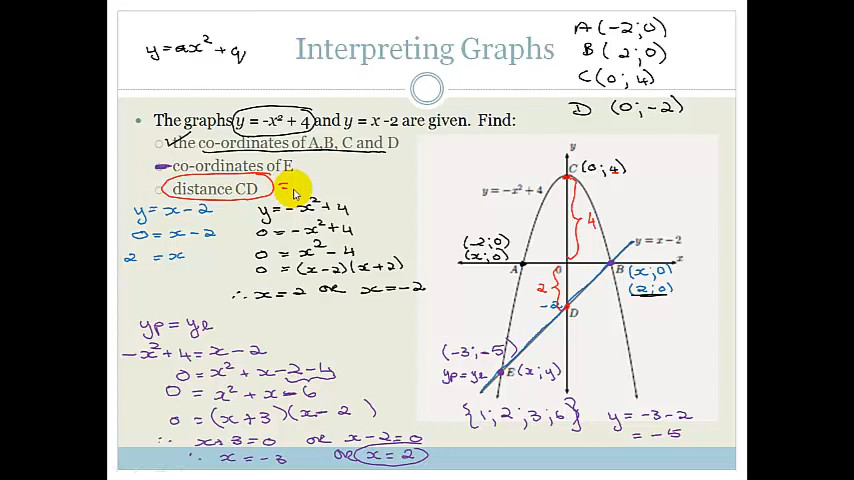 y=ax²+q
Interpreting Graphs
A(-2;0)
B(2;0)
C(0;4)
D(0;-2)
The graphs y = -x² + 4 and y = x -2 are given. Find:
the co-ordinates of A,B, C and D
co-ordinates of E
distance CD =
y=x-2
0=x-2
2=x
y=-x²+4
0=-x²+4
0=x²-4
0=(x-2)(x+2)
∴x=2 or x=-2
yp=ye
-x²+4=x-2
0=x²+x-2-4
0=x²+x-6
0=(x+3)(x-2)
∴ x+3=0 or x-2=0
∴ x=-3 or x=2
y
C(0;4)
y = -x² + 4
4
(-2;0)
(x;0)
y = x - 2
A
0
B
x
(x;0)
(2;0)
2
-2
D
(-3;-5)
yp=ye
E(x;y)
{1;2;3;6}
y=-3-2
=-5